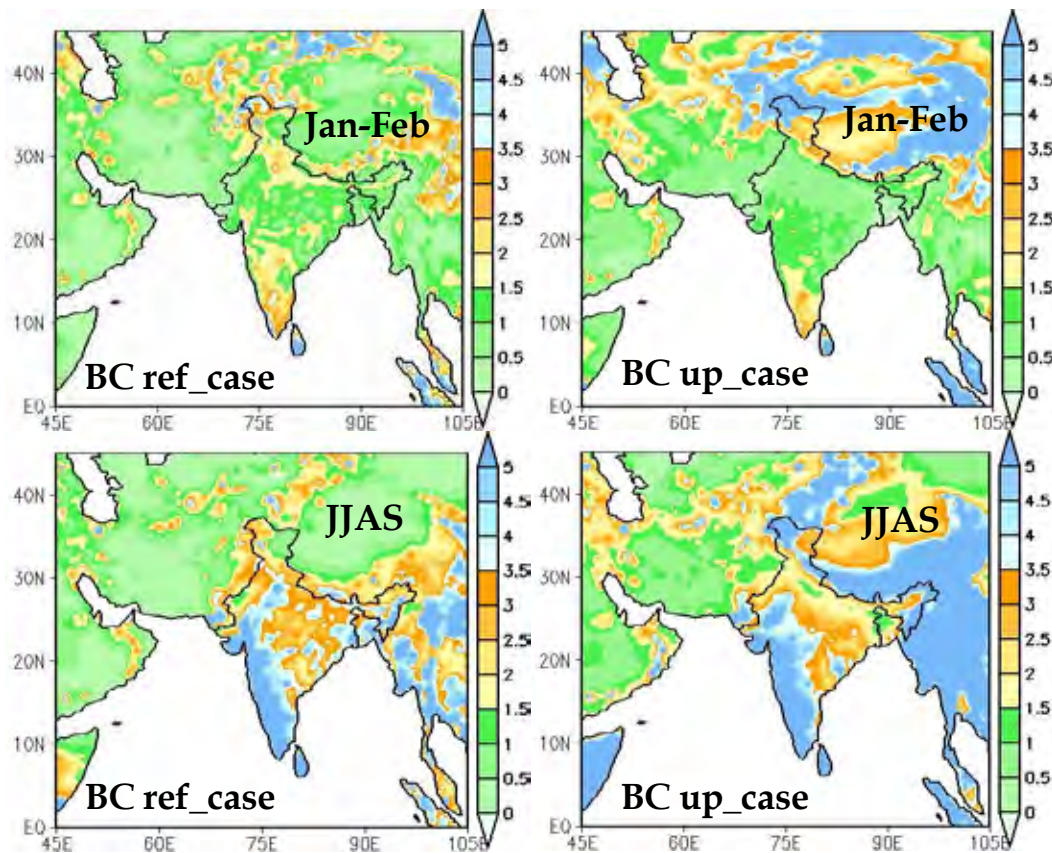 40N
30N
20N
10N
EQ
Jan-Feb
BC ref_case
45E 60E 75E 90E 105E
5
4.5
4
3.5
3
2.5
2
1.5
1
0.5
0
40N
30N
20N
10N
EQ
Jan-Feb
BC up_case
45E 60E 75E 90E 105E
5
4.5
4
3.5
3
2.5
2
1.5
1
0.5
0
40N
30N
20N
10N
EQ
JJAS
BC ref_case
45E 60E 75E 90E 105E
5
4.5
4
3.5
3
2.5
2
1.5
1
0.5
0
40N
30N
20N
10N
EQ
JJAS
BC up_case
45E 60E 75E 90E 105E
5
4.5
4
3.5
3
2.5
2
1.5
1
0.5
0